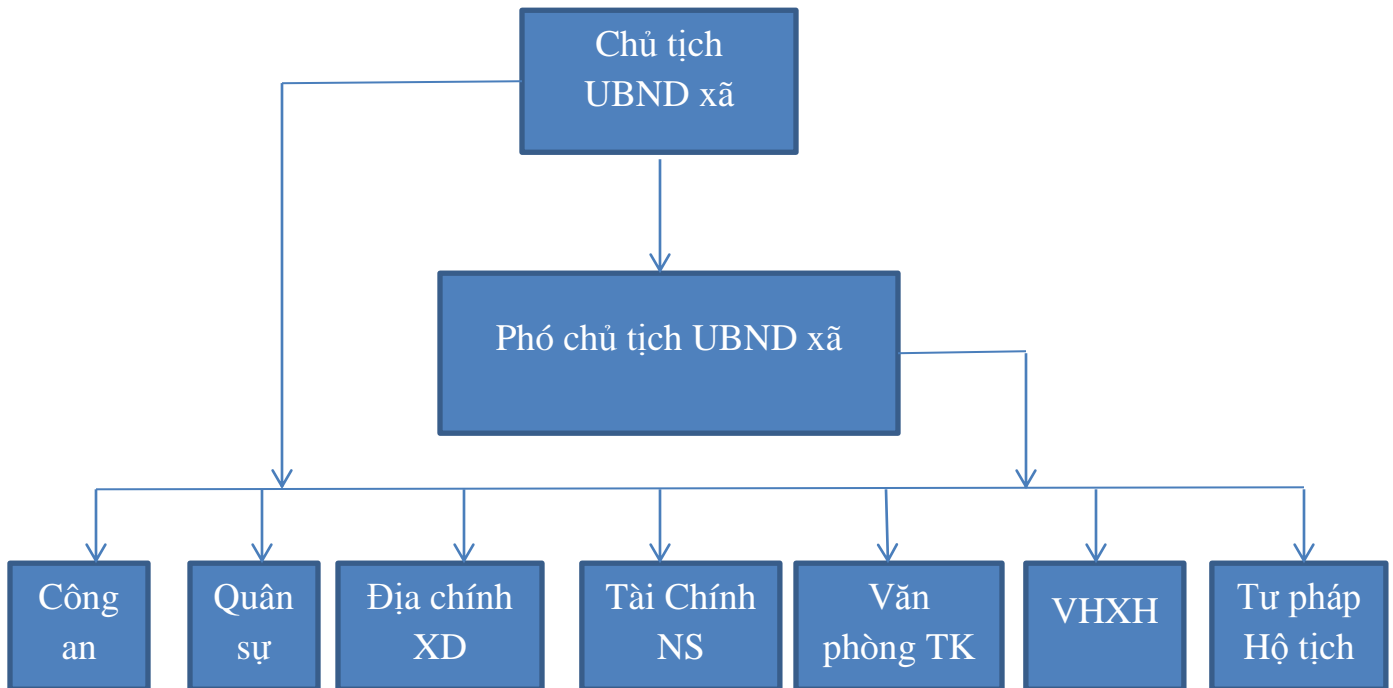 Chủ tịch
UBND xã
Phó chủ tịch UBND xã
Công
an
Quân
sự
Địa chính
XD
Tài Chính
NS
Văn
phòng TK
VHXH
Tư pháp
Hộ tịch